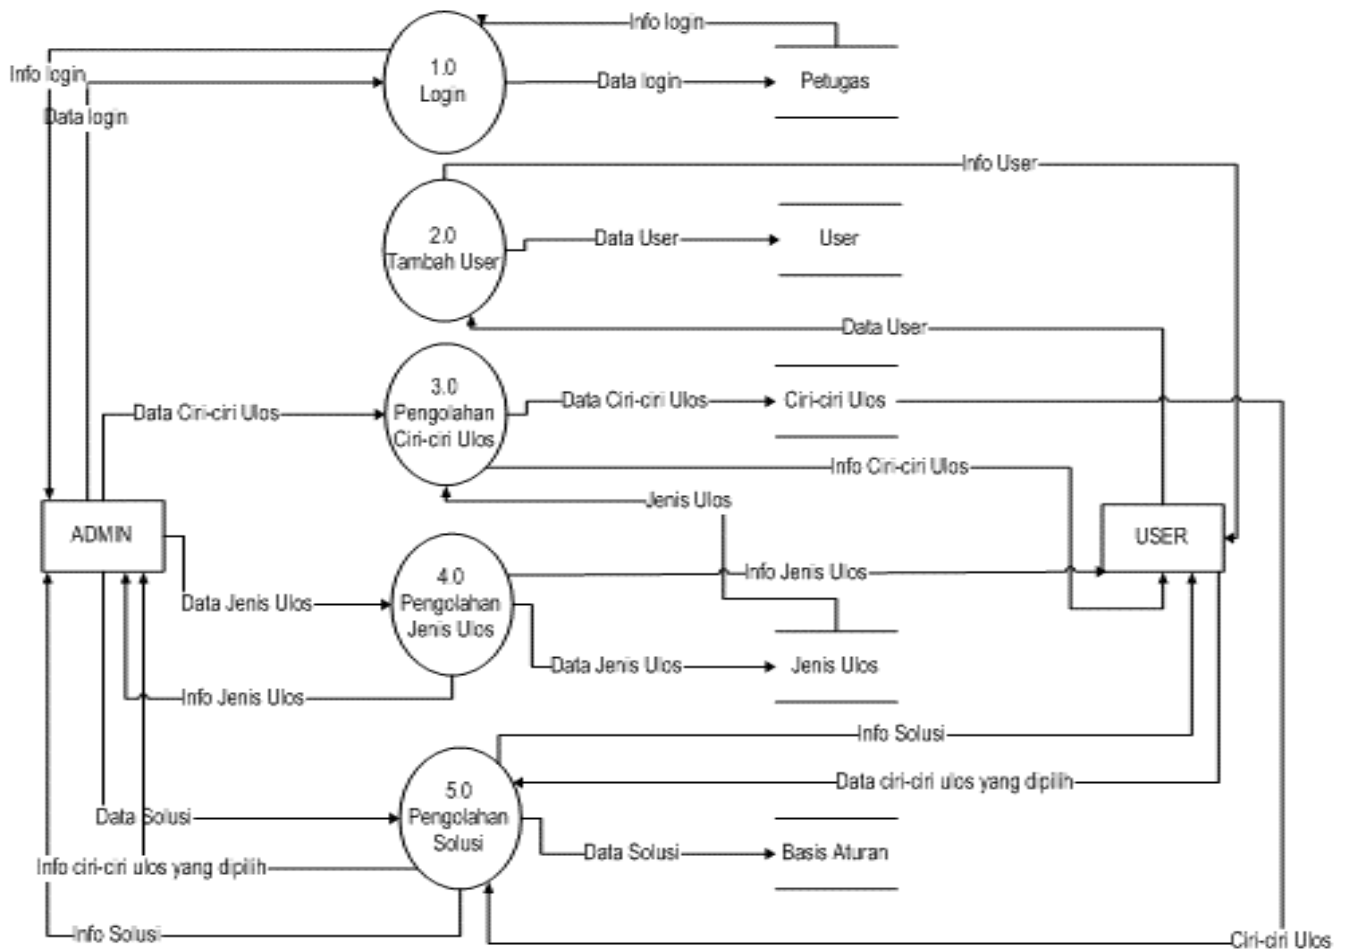 Info login
1.0
Login
Info login
Data login
Petugas
Data login
Info User
2.0
Tambah User
Data User
User
Data User
3.0
Pengolahan
Ciri-ciri Ulos
Data Ciri-ciri Ulos
Data Ciri-ciri Ulos
Ciri-ciri Ulos
Info Ciri-ciri Ulos
Jenis Ulos
ADMIN
USER
4.0
Pengolahan
Jenis Ulos
Info Jenis Ulos
Data Jenis Ulos
Data Jenis Ulos
Jenis Ulos
Info Jenis Ulos
Info Solusi
5.0
Pengolahan
Solusi
Data ciri-ciri ulos yang dipilih
Data Solusi
Data Solusi
Basis Aturan
Info ciri-ciri ulos yang dipilih
Info Solusi
Ciri-ciri Ulos